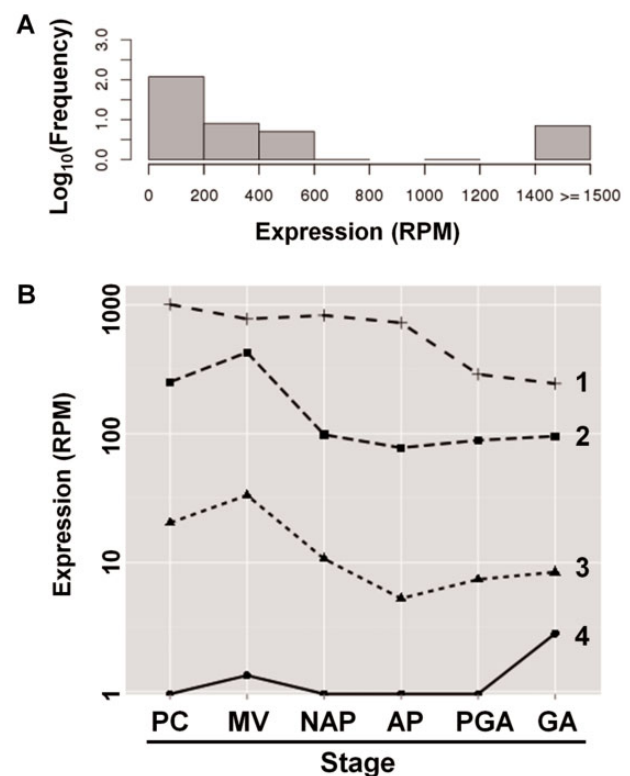 A
Log10(Frequency)
3.0
2.0
1.0
0.0
0 200 400 600 800 1000 1200 1400 >= 1500
Expression (RPM)
B
Expression (RPM)
1000
100
10
1
1
2
3
4
PC MV NAP AP PGA GA
Stage